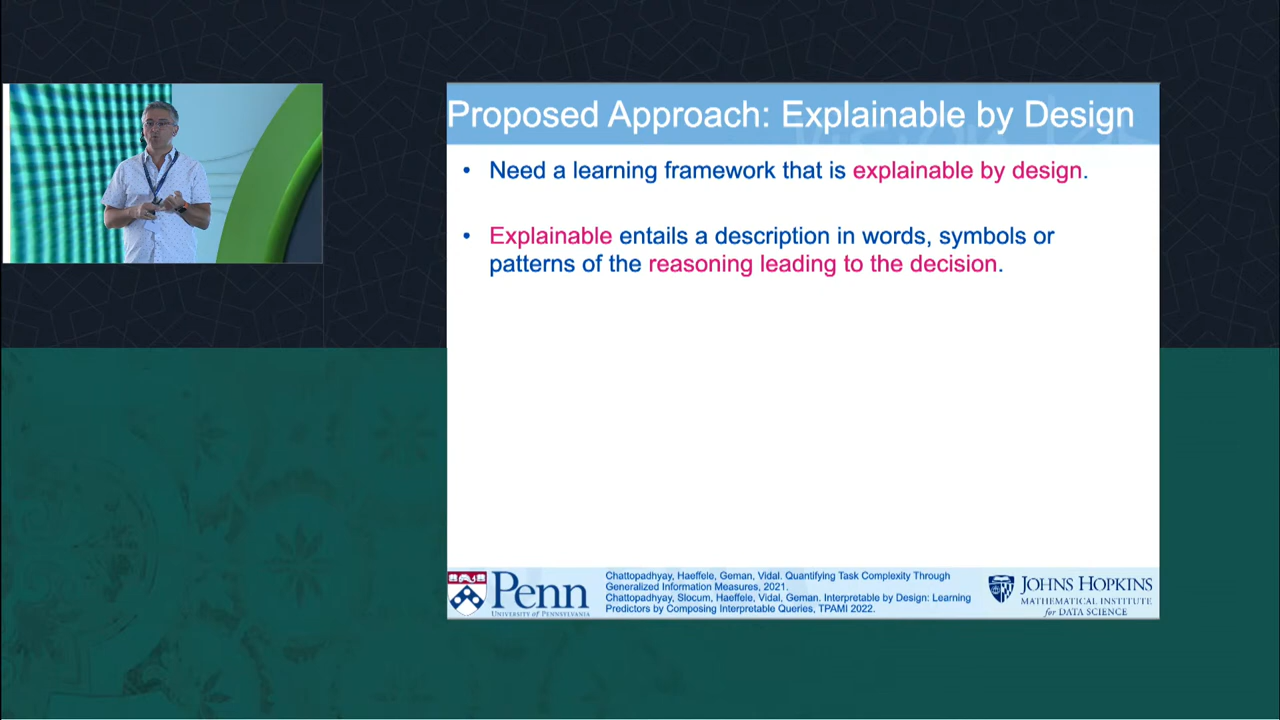 Proposed Approach: Explainable by Design
• Need a learning framework that is explainable by design.
• Explainable entails a description in words, symbols or
patterns of the reasoning leading to the decision.
Penn
UNIVERSITY of PENNSYLVANIA
Chattopadhyay, Haeffele, Geman, Vidal. Quantifying Task Complexity Through
Generalized Information Measures, 2021.
Chattopadhyay, Slocum, Haeffele, Vidal, Geman. Interpretable by Design: Learning
Predictors by Composing Interpretable Queries, TPAMI 2022.
JOHNS HOPKINS
MATHEMATICAL INSTITUTE
for DATA SCIENCE